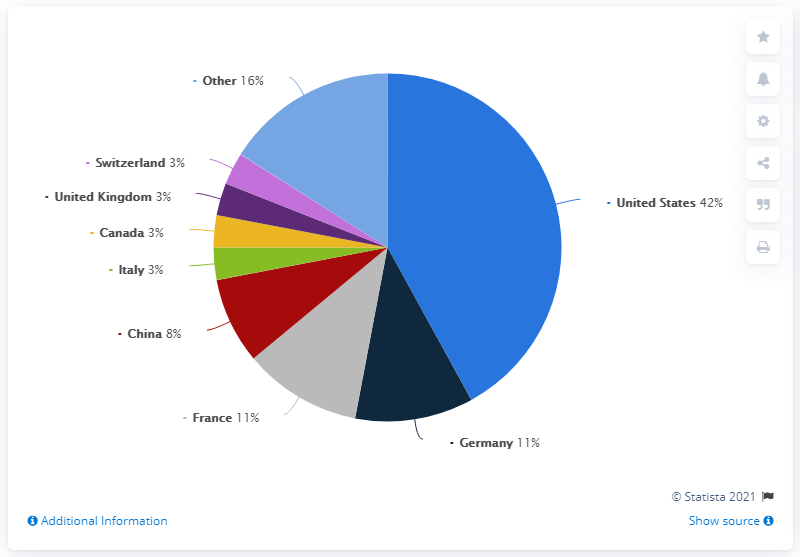 Other 16%
Switzerland 3%
United Kingdom 3%
United States 42%
Canada 3%
Italy 3%
China 8%
France 11%
Germany 11%
© Statista 2021
Additional Information
Show source